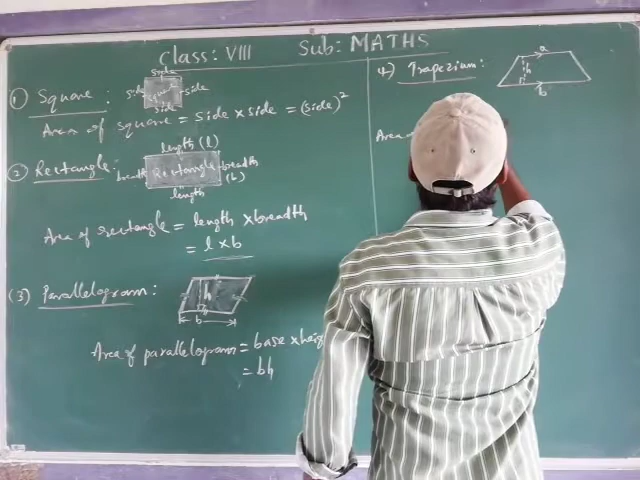 Class: VIII Sub: MATHS
① Square:
side
side side
side
Area of square = side × side = (side)²
② Rectangle:
length (l)
breadth Rectangle breadth
(b)
length
Area of rectangle = length × breadth
= l × b
(3) Parallelogram:
h
b
Area of parallelogram = base × heig
= bh
4) Trapezium:
a
h
b
Area